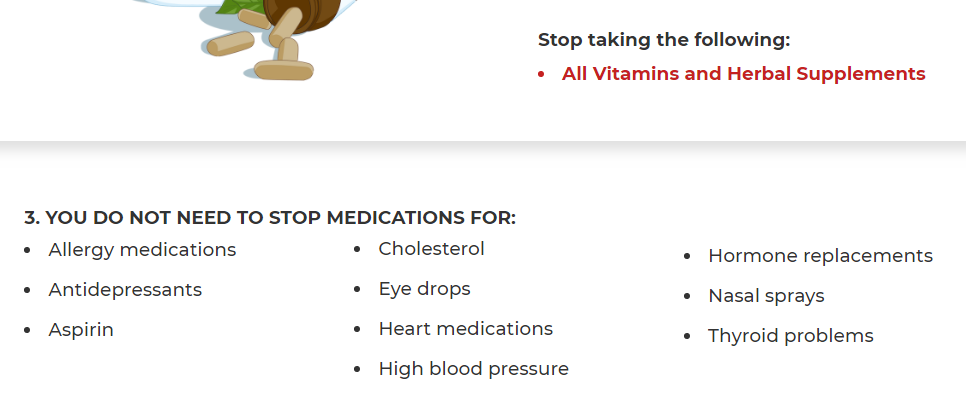 Stop taking the following:
• All Vitamins and Herbal Supplements
3. YOU DO NOT NEED TO STOP MEDICATIONS FOR:
• Allergy medications
• Antidepressants
• Aspirin
• Cholesterol
• Eye drops
• Heart medications
• High blood pressure
• Hormone replacements
• Nasal sprays
• Thyroid problems